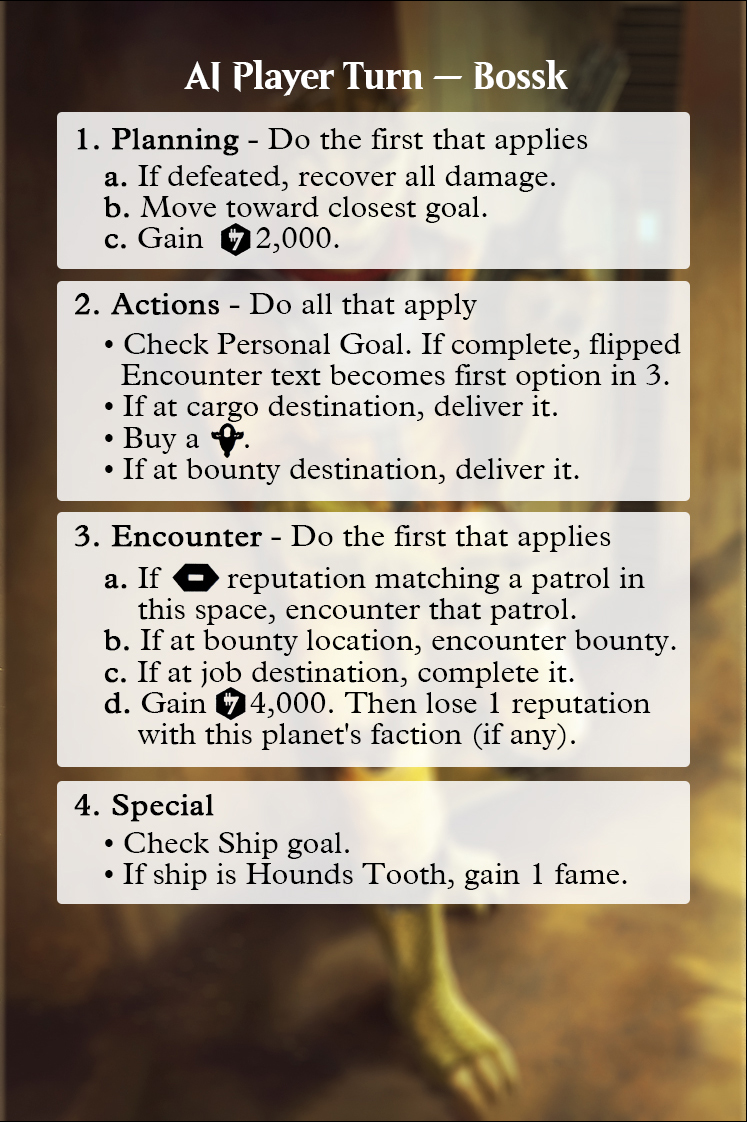 AI Player Turn — Bossk
1. Planning - Do the first that applies
a. If defeated, recover all damage.
b. Move toward closest goal.
c. Gain 2,000.
2. Actions - Do all that apply
• Check Personal Goal. If complete, flipped
Encounter text becomes first option in 3.
• If at cargo destination, deliver it.
• Buy a .
• If at bounty destination, deliver it.
3. Encounter - Do the first that applies
a. If reputation matching a patrol in
this space, encounter that patrol.
b. If at bounty location, encounter bounty.
c. If at job destination, complete it.
d. Gain 4,000. Then lose 1 reputation
with this planet's faction (if any).
4. Special
• Check Ship goal.
• If ship is Hounds Tooth, gain 1 fame.